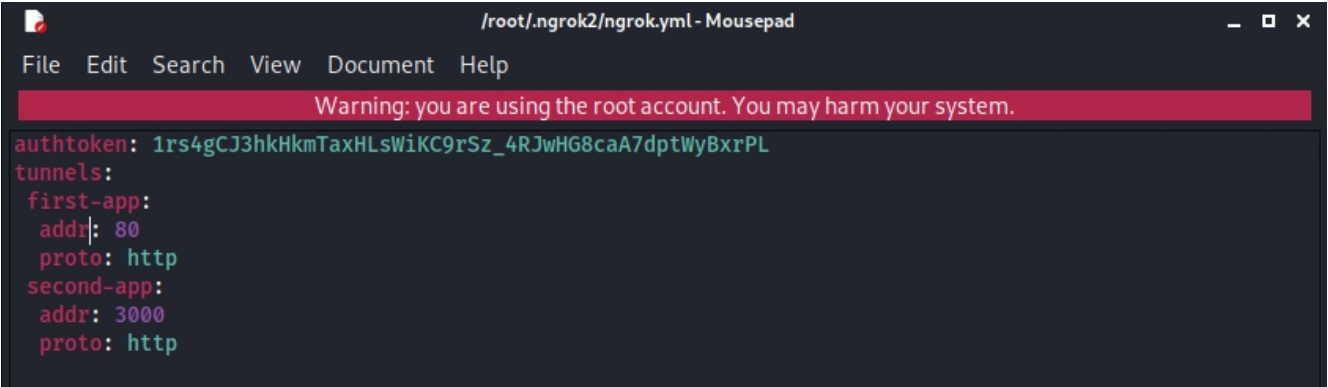 /root/.ngrok2/ngrok.yml - Mousepad
File Edit Search View Document Help
Warning: you are using the root account. You may harm your system.
authtoken: 1rs4gCJ3hkHkmTaxHLsWiKC9rSz_4RJwHG8caA7dptWyBxrPL
tunnels:
first-app:
addr: 80
proto: http
second-app:
addr: 3000
proto: http